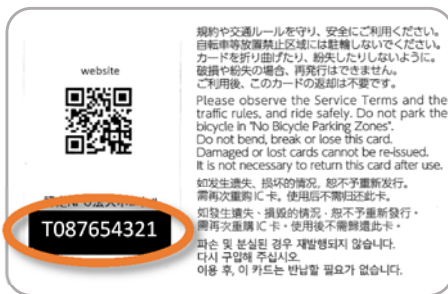 website
T087654321
規約や交通ルールを守り、安全にご利用ください。
自転車等放置禁止区域には駐輪しないでください。
カードを折り曲げたり、紛失したりしないように。
破損や紛失の場合、再発行はできません。
ご利用後、このカードの返却は不要です。
Please observe the Service Terms and the
traffic rules, and ride safely. Do not park the
bicycle in "No Bicycle Parking Zones".
Do not bend, break or lose this card.
Damaged or lost cards cannot be re-issued.
It is not necessary to return this card after use.
如发生遗失、损坏的情况，恕不予重新发行。
需再次重购 IC 卡。使用后不需归还此卡。
如發生遺失、損毀的情況，恕不予重新發行。
需再次重購 IC 卡。使用後不需歸還此卡。
파손 및 분실된 경우 재발행되지 않습니다.
다시 구입해 주십시오.
이용 후, 이 카드는 반납할 필요가 없습니다.